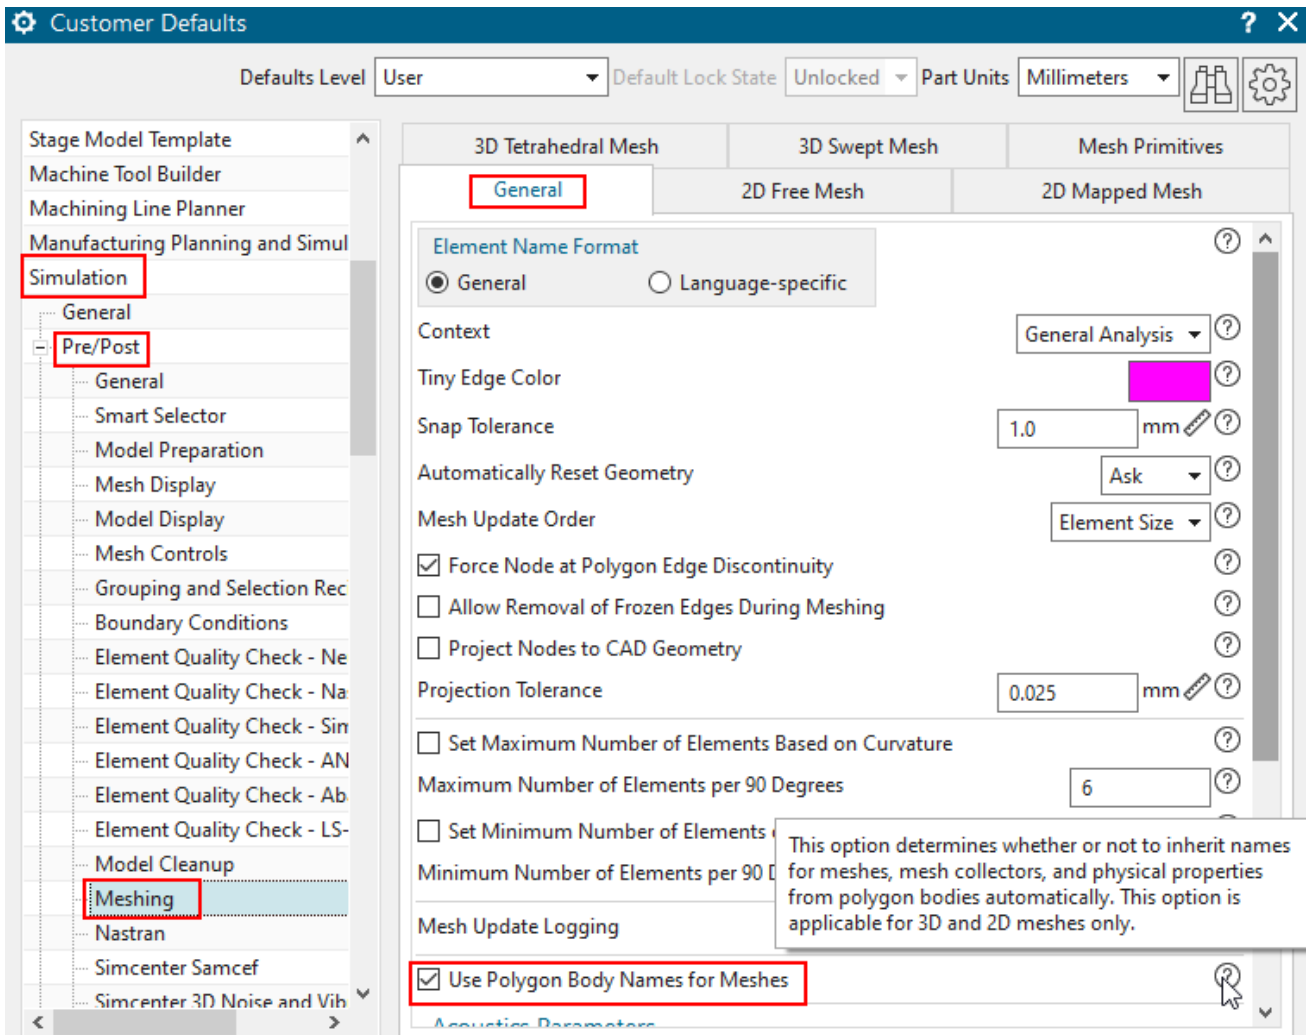 Customer Defaults
?
Defaults Level User Default Lock State Unlocked Part Units Millimeters
Stage Model Template
Machine Tool Builder
Machining Line Planner
Manufacturing Planning and Simul
Simulation
General
Pre/Post
General
Smart Selector
Model Preparation
Mesh Display
Model Display
Mesh Controls
Grouping and Selection Rec
Boundary Conditions
Element Quality Check - Ne
Element Quality Check - Na
Element Quality Check - Sim
Element Quality Check - AN
Element Quality Check - Ab
Element Quality Check - LS-
Model Cleanup
Meshing
Nastran
Simcenter Samcef
Simcenter 3D Noise and Vib
3D Tetrahedral Mesh 3D Swept Mesh Mesh Primitives
General 2D Free Mesh 2D Mapped Mesh
Element Name Format
General Language-specific
Context General Analysis
Tiny Edge Color
Snap Tolerance 1.0 mm
Automatically Reset Geometry Ask
Mesh Update Order Element Size
Force Node at Polygon Edge Discontinuity
Allow Removal of Frozen Edges During Meshing
Project Nodes to CAD Geometry
Projection Tolerance 0.025 mm
Set Maximum Number of Elements Based on Curvature
Maximum Number of Elements per 90 Degrees 6
Set Minimum Number of Elements
Minimum Number of Elements per 90
Mesh Update Logging
This option determines whether or not to inherit names
for meshes, mesh collectors, and physical properties
from polygon bodies automatically. This option is
applicable for 3D and 2D meshes only.
Use Polygon Body Names for Meshes
Acoustics Parameters